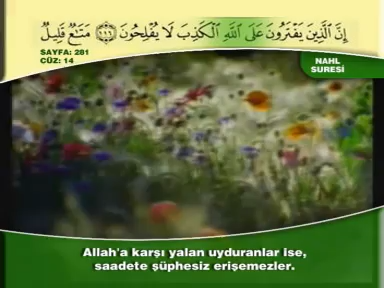 إِنَّ الَّذِينَ يَفْتَرُونَ عَلَى اللَّهِ الْكَذِبَ لَا يُفْلِحُونَ ﴿١١٦﴾ مَتَاعٌ قَلِيلٌ
SAYFA: 281
CÜZ: 14
NAHL
SURESİ
Allah'a karşı yalan uyduranlar ise,
saadete şüphesiz erişemezler.